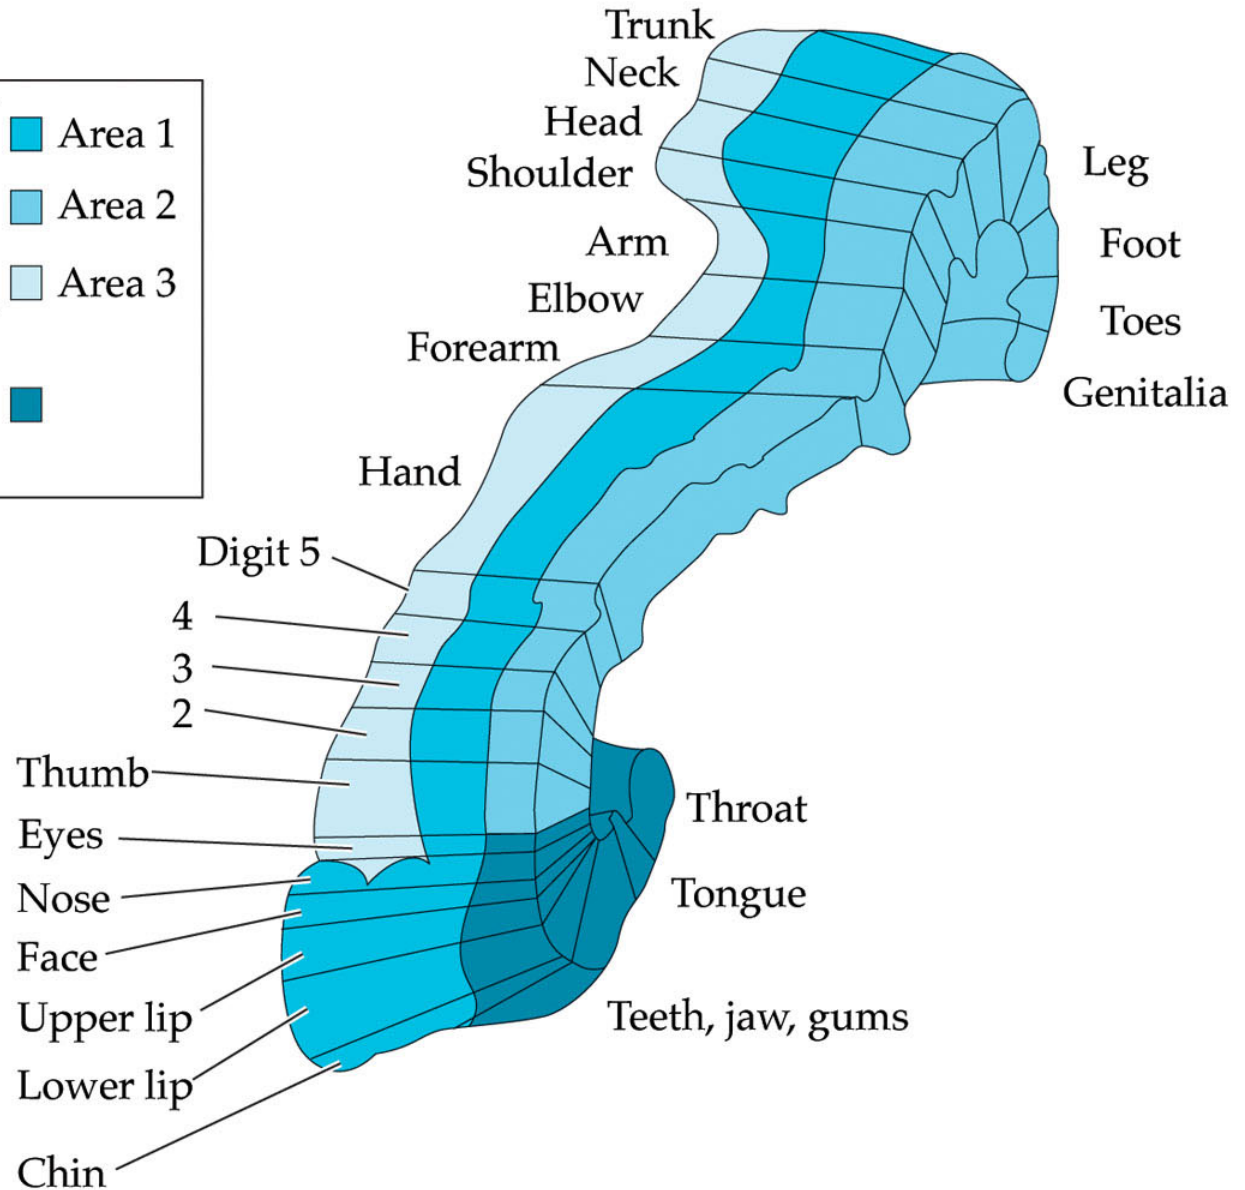 Area 1
Area 2
Area 3
Trunk
Neck
Head
Shoulder
Arm
Elbow
Forearm
Hand
Digit 5
4
3
2
Thumb
Eyes
Nose
Face
Upper lip
Lower lip
Chin
Leg
Foot
Toes
Genitalia
Throat
Tongue
Teeth, jaw, gums